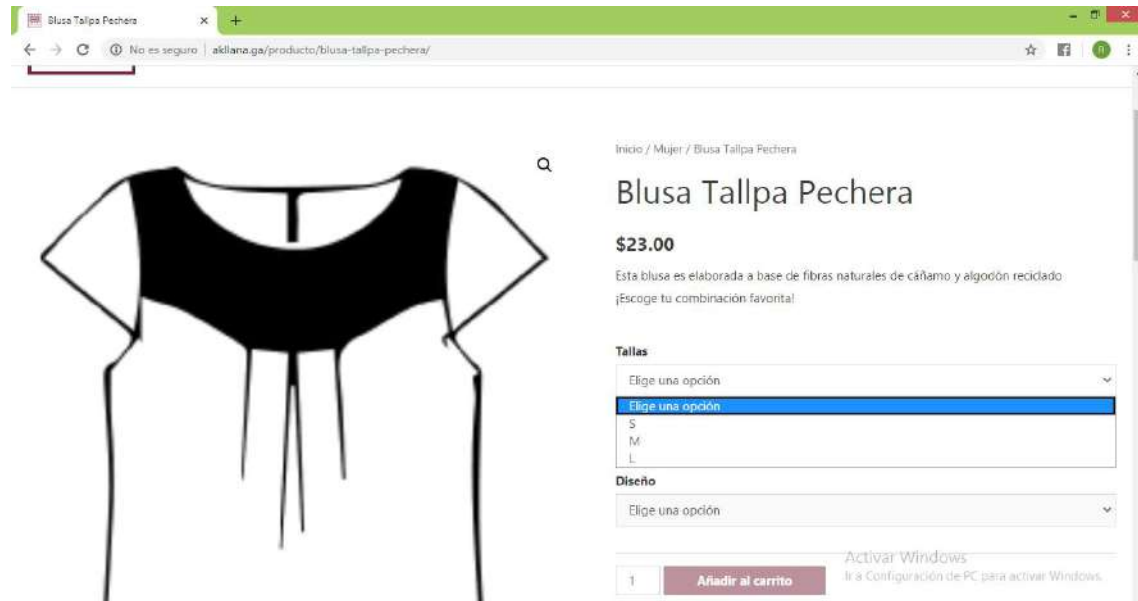 Blusa Tallpa Pechera
No es seguro | akllana.ga/producto/blusa-tallpa-pechera/
Inicio / Mujer / Blusa Tallpa Pechera
Blusa Tallpa Pechera
$23.00
Esta blusa es elaborada a base de fibras naturales de cáñamo y algodón reciclado
¡Escoge tu combinación favorita!
Tallas
Elige una opción
Elige una opción
S
M
L
Diseño
Elige una opción
Activar Windows
Ir a Configuración de PC para activar Windows.
1
Añadir al carrito